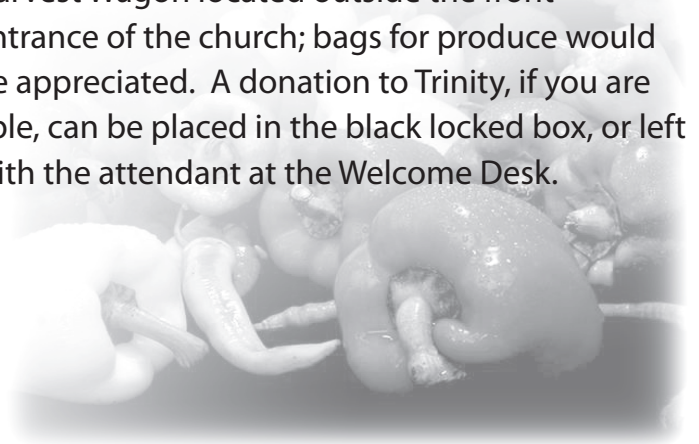 arvest Wagon located outside the front
ntrance of the church; bags for produce would
e appreciated. A donation to Trinity, if you are
ble, can be placed in the black locked box, or left
ith the attendant at the Welcome Desk.